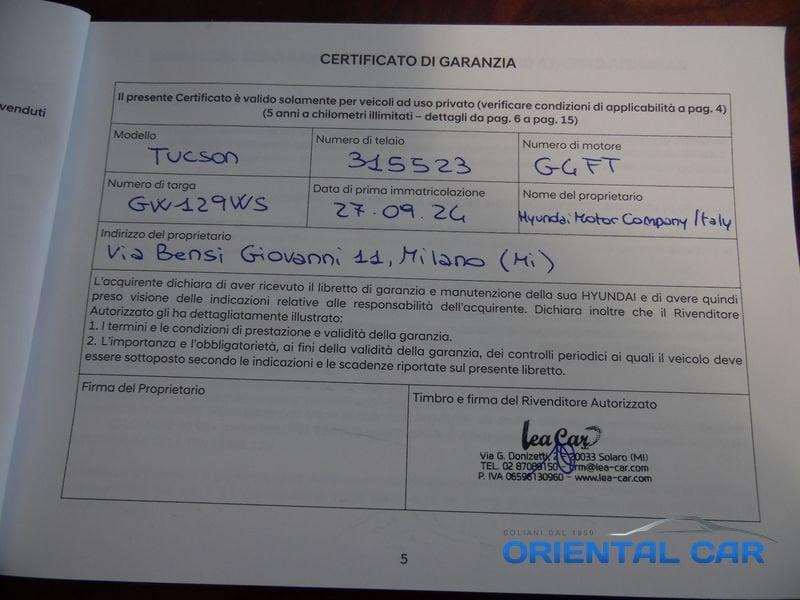 venduti
CERTIFICATO DI GARANZIA
Il presente Certificato è valido solamente per veicoli ad uso privato (verificare condizioni di applicabilità a pag. 4)
(5 anni a chilometri illimitati – dettagli da pag. 6 a pag. 15)
Modello
Tucson
Numero di telaio
315523
Numero di motore
G4FT
Numero di targa
GW129WS
Data di prima immatricolazione
27.09.24
Nome del proprietario
Hyundai Motor Company Italy
Indirizzo del proprietario
Via Bensi Giovanni 11, Milano (Mi)
L'acquirente dichiara di aver ricevuto il libretto di garanzia e manutenzione della sua HYUNDAI e di avere quindi
preso visione delle indicazioni relative alle responsabilità dell'acquirente. Dichiara inoltre che il Rivenditore
Autorizzato gli ha dettagliatamente illustrato:
1. I termini e le condizioni di prestazione e validità della garanzia.
2. L'importanza e l'obbligatorietà, ai fini della validità della garanzia, dei controlli periodici ai quali il veicolo deve
essere sottoposto secondo le indicazioni e le scadenze riportate sul presente libretto.
Firma del Proprietario
Timbro e firma del Rivenditore Autorizzato
Lea Car
Via G. Donizetti, 20033 Solaro (MI)
TEL. 02 - @lea-car.com
P. IVA - www.lea-car.com
SOLIANI DAL 1959
ORIENTAL CAR
5